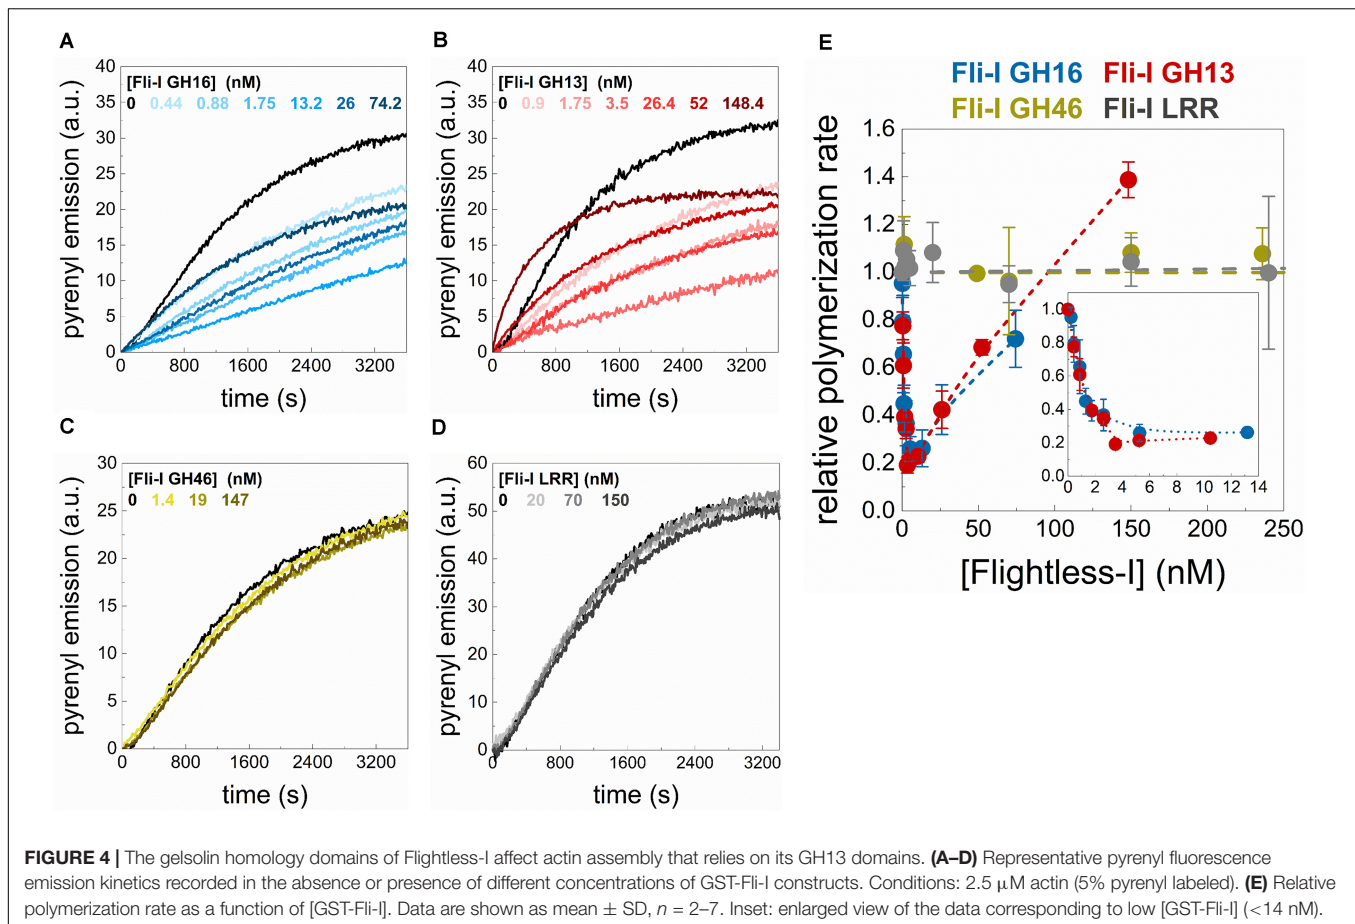 A
[Fli-I GH16] (nM)
0 0.44 0.88 1.75 13.2 26 74.2
40
35
30
25
20
15
10
5
0
pyrenyl emission (a.u.)
0 800 1600 2400 3200
time (s)
B
[Fli-I GH13] (nM)
0 0.9 1.75 3.5 26.4 52 148.4
40
35
30
25
20
15
10
5
0
pyrenyl emission (a.u.)
0 800 1600 2400 3200
time (s)
C
[Fli-I GH46] (nM)
0 1.4 19 147
30
25
20
15
10
5
0
pyrenyl emission (a.u.)
0 800 1600 2400 3200
time (s)
D
[Fli-I LRR] (nM)
0 20 70 150
60
50
40
30
20
10
0
pyrenyl emission (a.u.)
0 800 1600 2400 3200
time (s)
E
Fli-I GH16 Fli-I GH13
Fli-I GH46 Fli-I LRR
1.6
1.4
1.2
1.0
0.8
0.6
0.4
0.2
0.0
relative polymerization rate
0 50 100 150 200 250
[Flightless-I] (nM)
1.0
0.8
0.6
0.4
0.2
0.0
0 2 4 6 8 10 12 14
FIGURE 4 | The gelsolin homology domains of Flightless-I affect actin assembly that relies on its GH13 domains. (A–D) Representative pyrenyl fluorescence
emission kinetics recorded in the absence or presence of different concentrations of GST-Fli-I constructs. Conditions: 2.5 μM actin (5% pyrenyl labeled). (E) Relative
polymerization rate as a function of [GST-Fli-I]. Data are shown as mean ± SD, n = 2–7. Inset: enlarged view of the data corresponding to low [GST-Fli-I] (<14 nM).